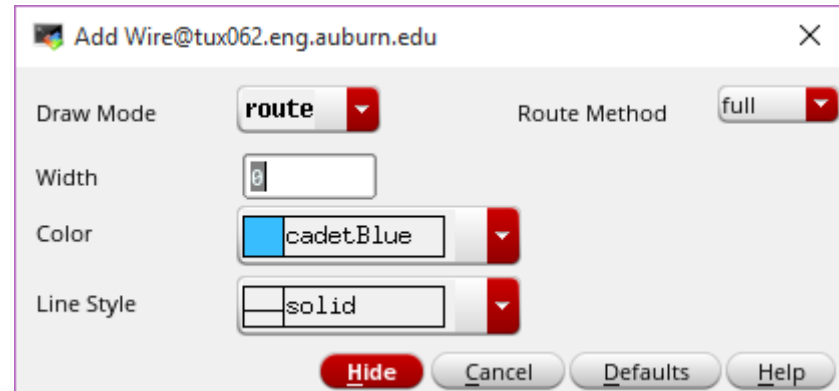 Add Wire@tux062.eng.auburn.edu
Draw Mode route Route Method full
Width 0
Color cadetBlue
Line Style solid
Hide Cancel Defaults Help